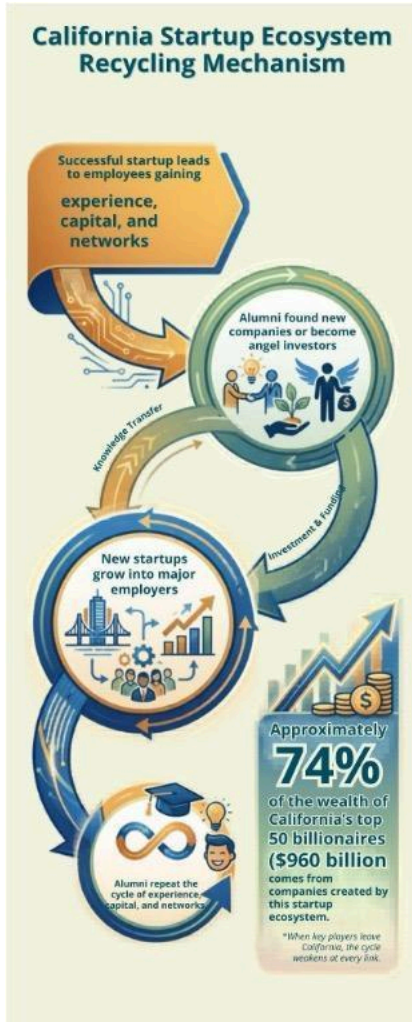 California Startup Ecosystem
Recycling Mechanism
Successful startup leads
to employees gaining
experience,
capital, and
networks
Alumni found new
companies or become
angel investors
Knowledge Transfer
Investment & Funding
New startups
grow into major
employers
Alumni repeat the
cycle of experience,
capital, and networks
Approximately
74%
of the wealth of
California's top
50 billionaires
($960 billion
comes from
companies created by
this startup
ecosystem.
*When key players leave
California, the cycle
weakens at every link.